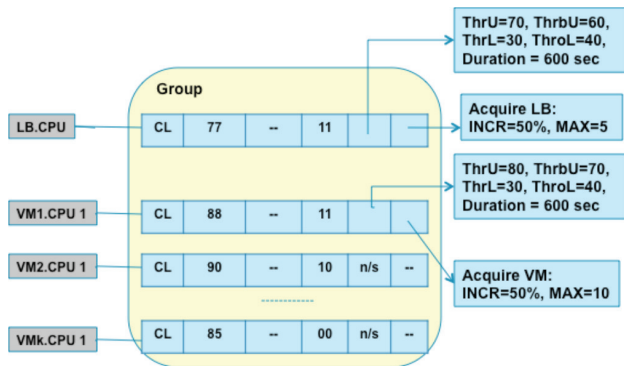 ThrU=70, ThrbU=60,
ThrL=30, ThroL=40,
Duration = 600 sec
Group
LB.CPU CL 77 -- 11
Acquire LB:
INCR=50%, MAX=5
ThrU=80, ThrbU=70,
ThrL=30, ThroL=40,
Duration = 600 sec
VM1.CPU 1 CL 88 -- 11
VM2.CPU 1 CL 90 -- 10 n/s --
Acquire VM:
INCR=50%, MAX=10
VMk.CPU 1 CL 85 -- 00 n/s --